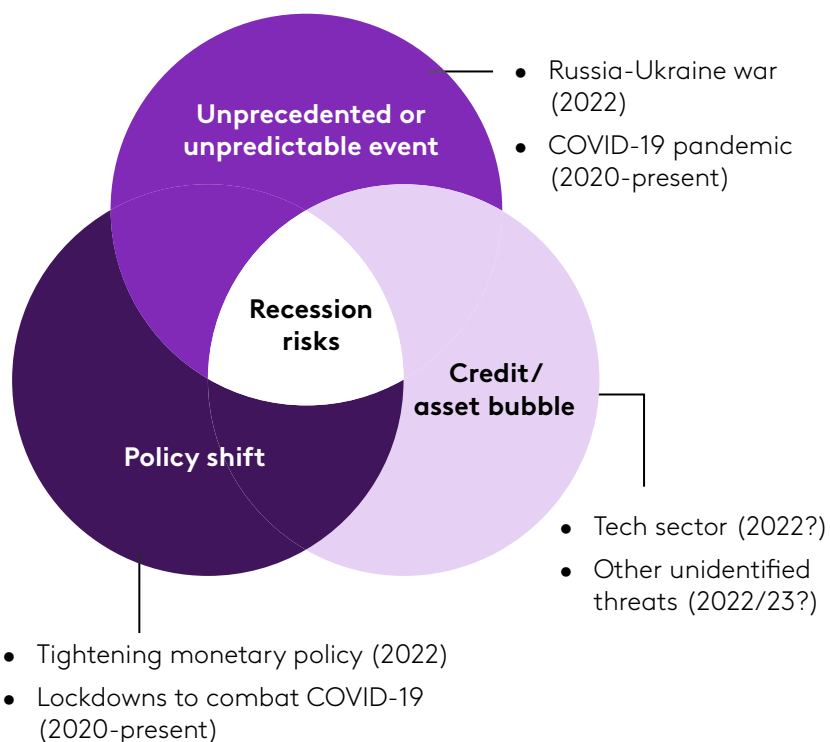 Unprecedented or
unpredictable event
• Russia-Ukraine war
(2022)
• COVID-19 pandemic
(2020-present)
Recession
risks
Credit/
asset bubble
Policy shift
• Tech sector (2022?)
• Other unidentified
threats (2022/23?)
• Tightening monetary policy (2022)
• Lockdowns to combat COVID-19
(2020-present)